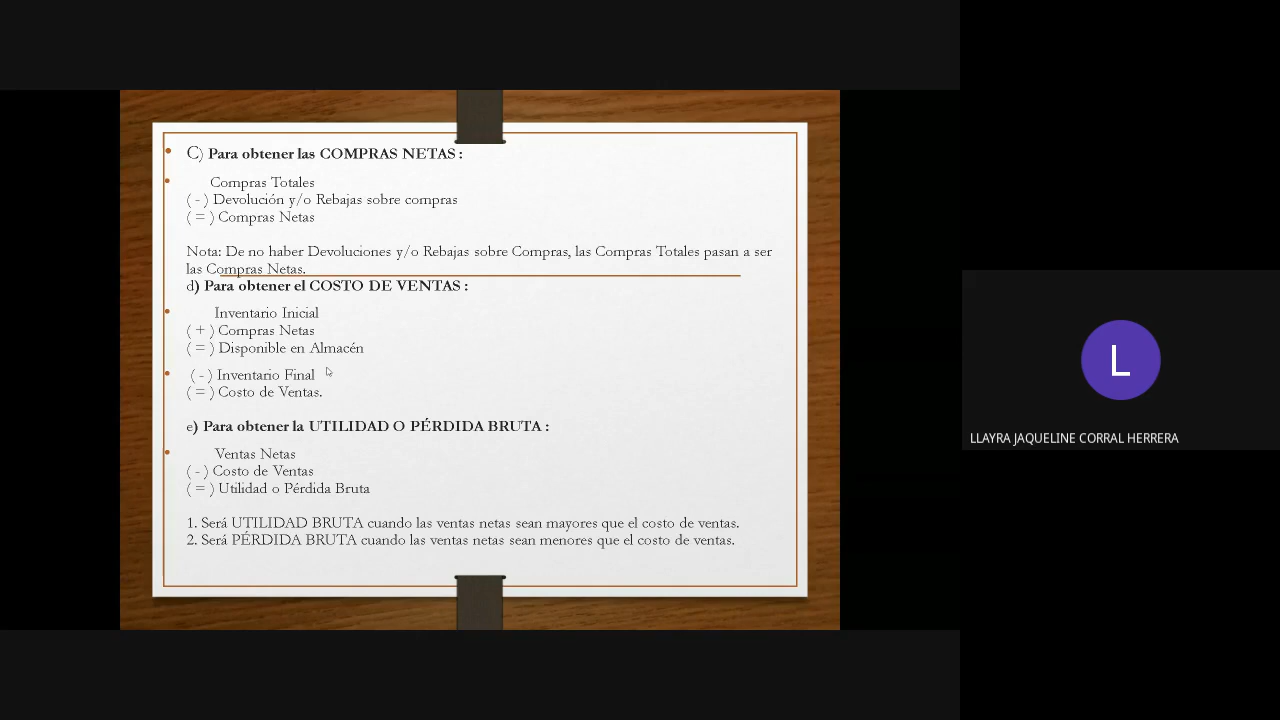 C) Para obtener las COMPRAS NETAS :
Compras Totales
( - ) Devolución y/o Rebajas sobre compras
( = ) Compras Netas
Nota: De no haber Devoluciones y/o Rebajas sobre Compras, las Compras Totales pasan a ser
las Compras Netas.
d) Para obtener el COSTO DE VENTAS :
Inventario Inicial
( + ) Compras Netas
( = ) Disponible en Almacén
( - ) Inventario Final
( = ) Costo de Ventas.
e) Para obtener la UTILIDAD O PÉRDIDA BRUTA :
Ventas Netas
( - ) Costo de Ventas
( = ) Utilidad o Pérdida Bruta
1. Será UTILIDAD BRUTA cuando las ventas netas sean mayores que el costo de ventas.
2. Será PÉRDIDA BRUTA cuando las ventas netas sean menores que el costo de ventas.
L
LLAYRA JAQUELINE CORRAL HERRERA